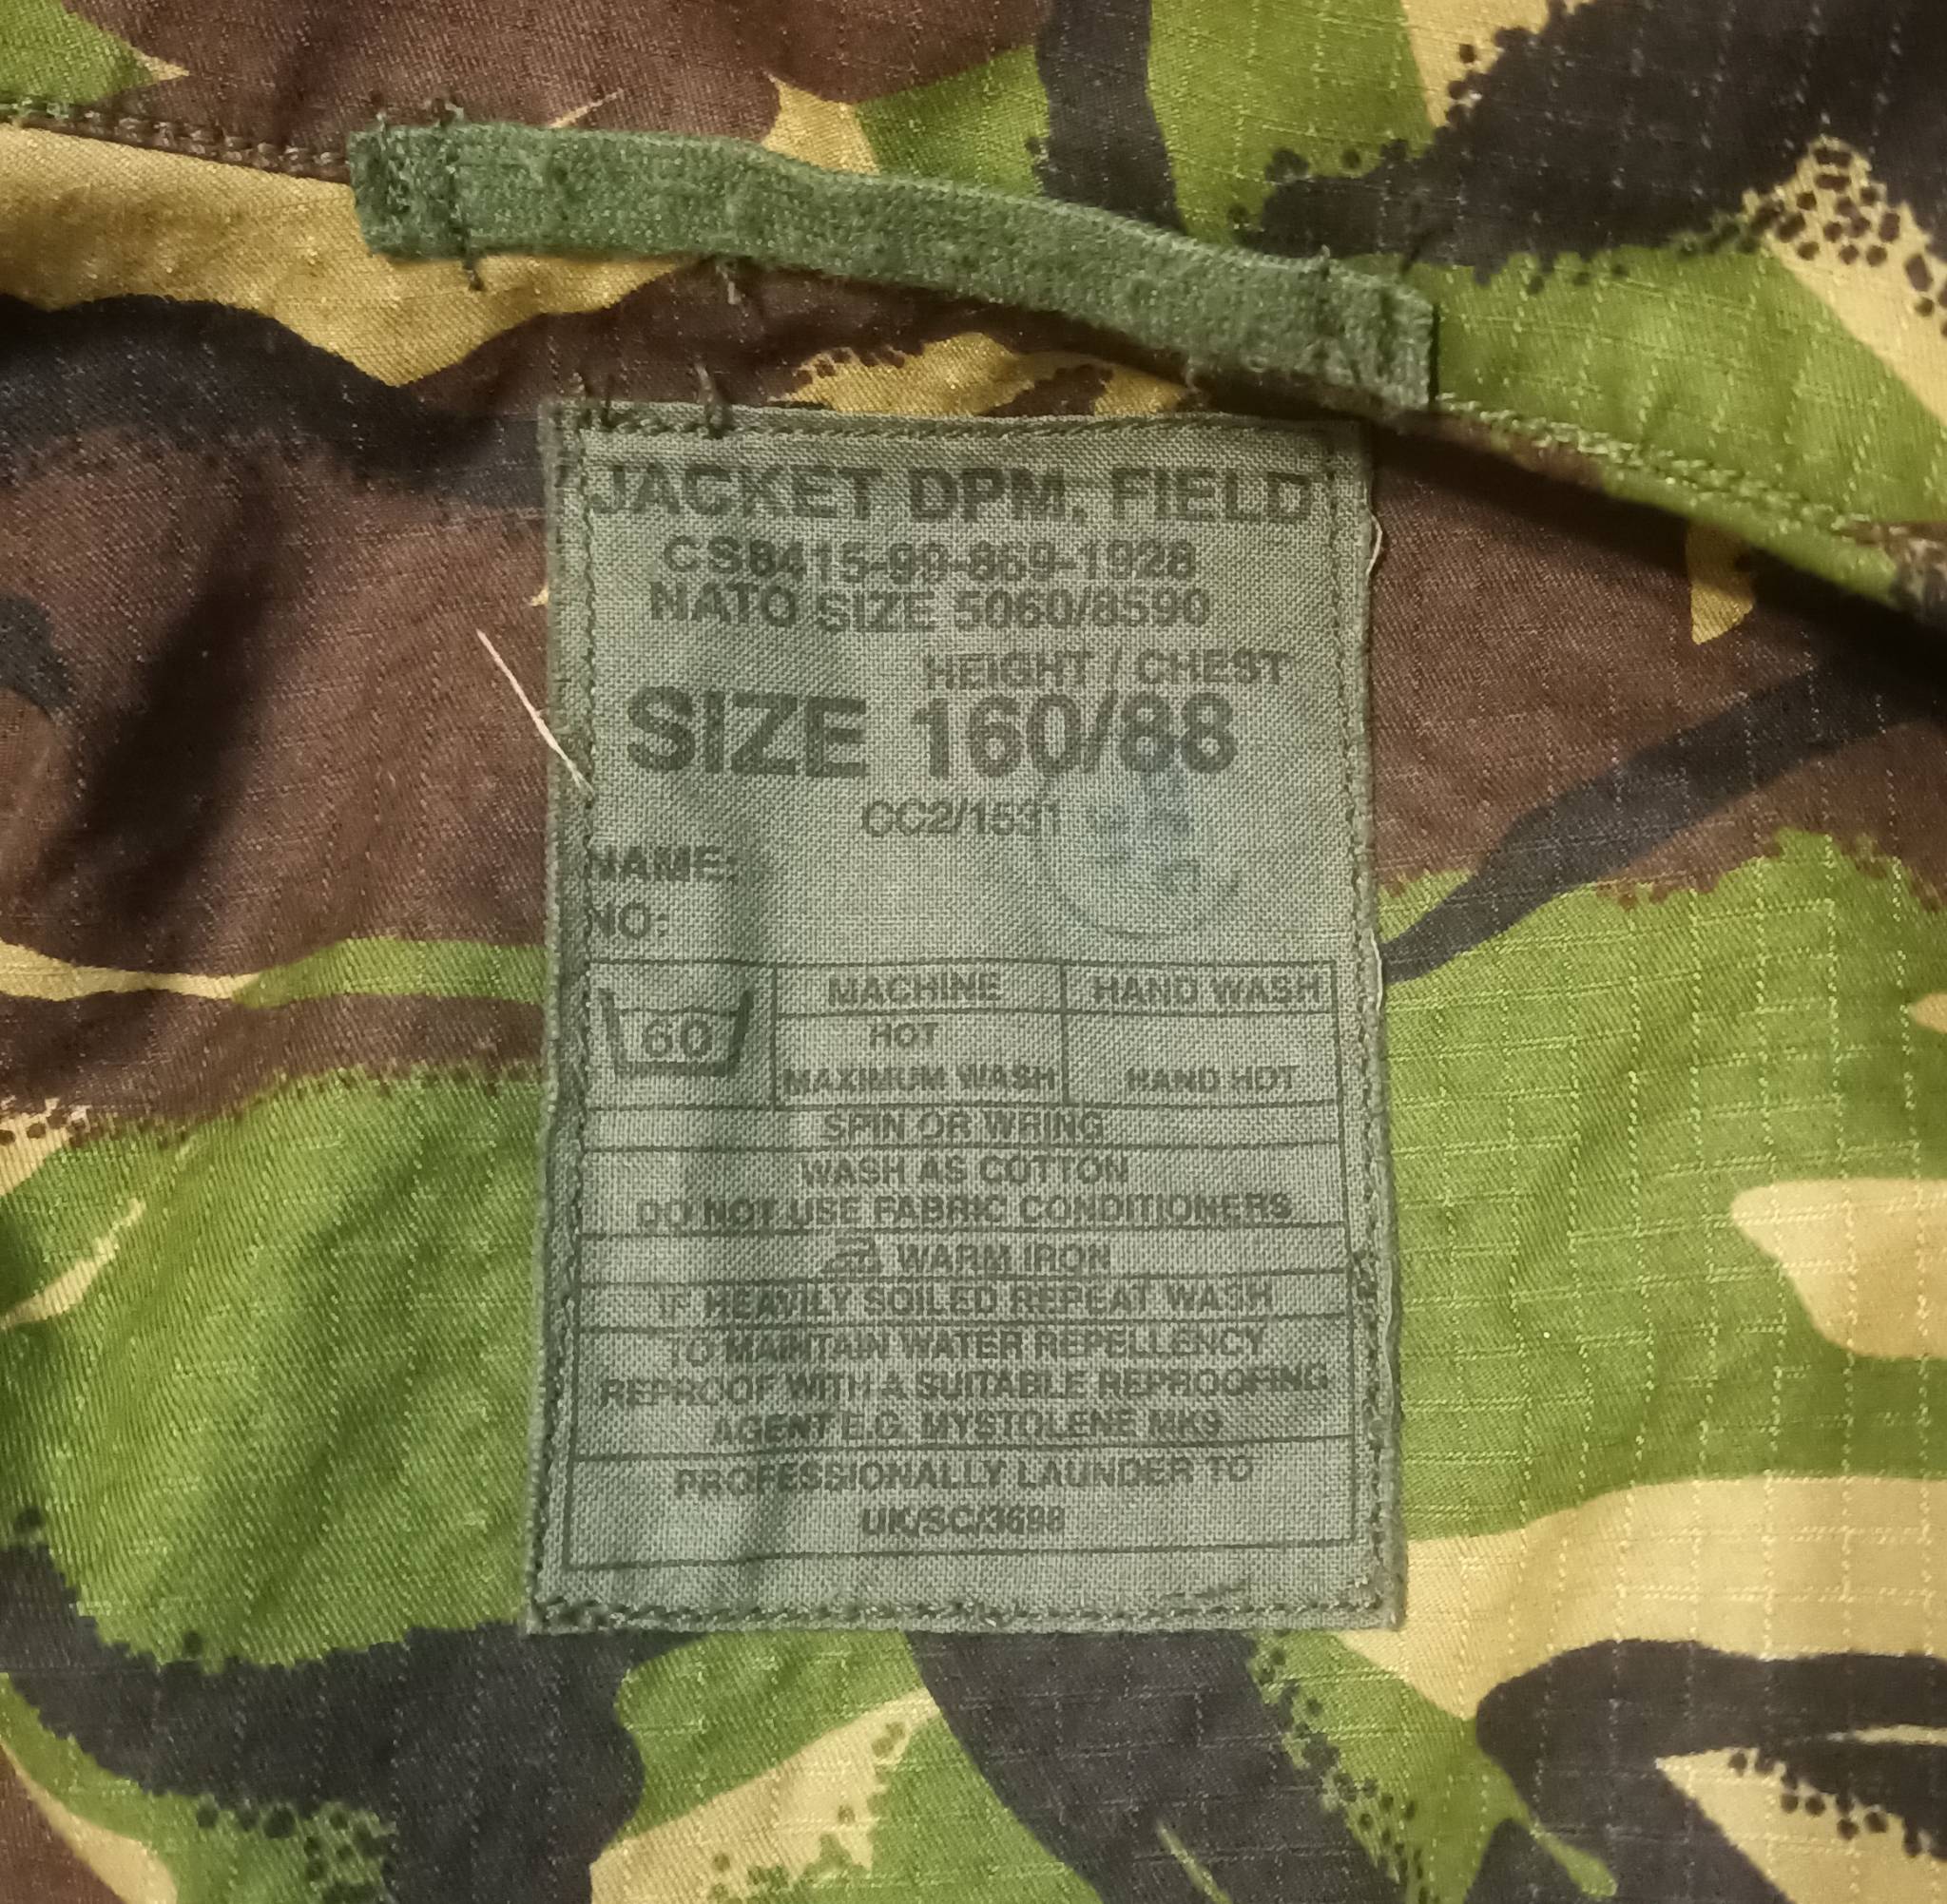 JACKET DPM, FIELD
CS8415-99-869-1928
NATO SIZE 5060/8590
HEIGHT / CHEST
SIZE 160/88
CC2/1531
NAME:
NO:
MACHINE HAND WASH
60 HOT
MAXIMUM WASH HAND HOT
SPIN OR WRING
WASH AS COTTON
DO NOT USE FABRIC CONDITIONERS
WARM IRON
IF HEAVILY SOILED REPEAT WASH
TO MAINTAIN WATER REPELLENCY
REPROOF WITH A SUITABLE REPROOFING
AGENT E.G. MYSTOLENE MK9
PROFESSIONALLY LAUNDER TO
UK/SC/3698